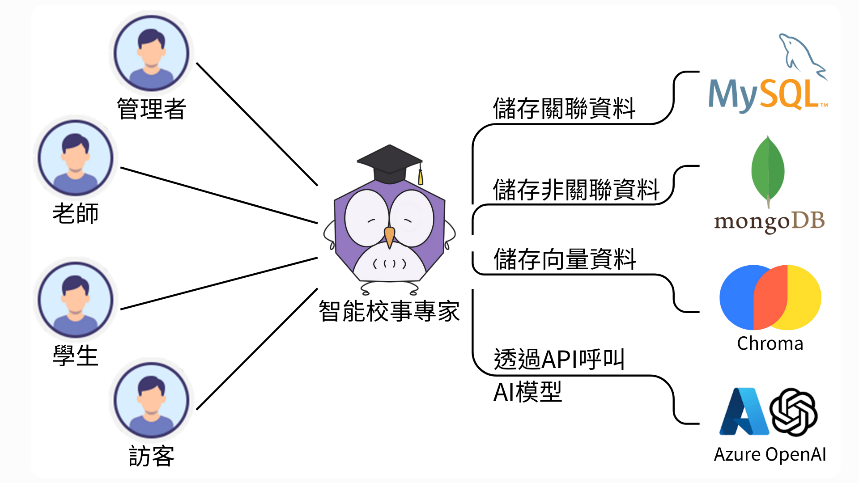 管理者
老師
學生
訪客
智能校事專家
儲存關聯資料
儲存非關聯資料
儲存向量資料
透過API呼叫
AI模型
MySQL™
mongoDB
Chroma
Azure OpenAI